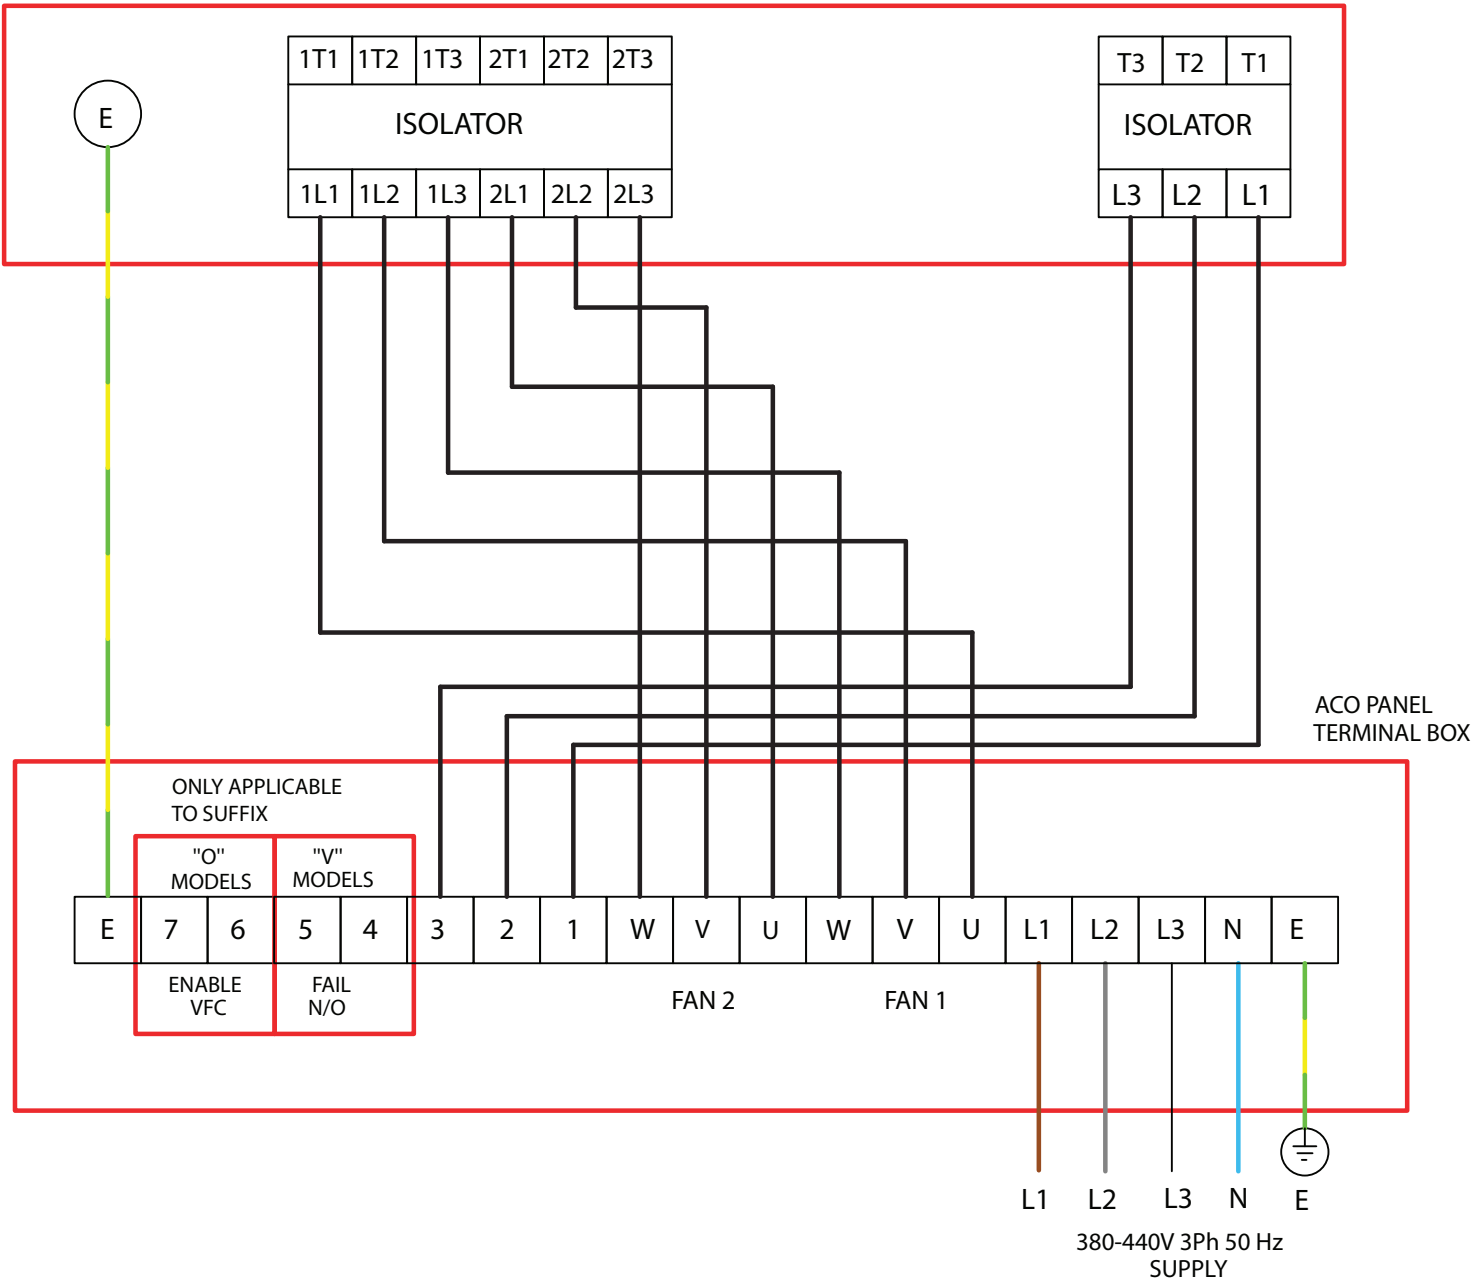 1T1 1T2 1T3 2T1 2T2 2T3
T3 T2 T1
E
ISOLATOR
ISOLATOR
1L1 1L2 1L3 2L1 2L2 2L3
L3 L2 L1
ACO PANEL
TERMINAL BOX
ONLY APPLICABLE
TO SUFFIX
"O"
MODELS
"V"
MODELS
E 7 6 5 4 3 2 1 W V U W V U L1 L2 L3 N E
ENABLE
VFC
FAIL
N/O
FAN 2
FAN 1
L1 L2 L3 N E
380-440V 3Ph 50 Hz
SUPPLY